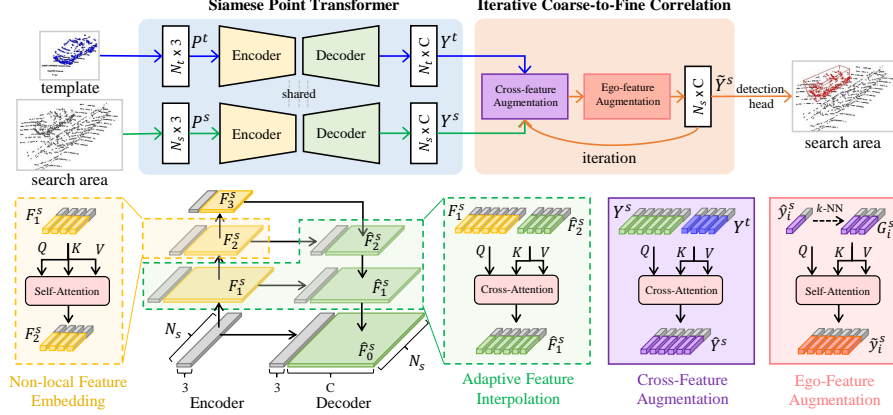 Siamese Point Transformer
Iterative Coarse-to-Fine Correlation
template
N_t × 3
P^t
Encoder
Decoder
N_t × C
Y^t
shared
search area
N_s × 3
P^s
Encoder
Decoder
N_s × C
Y^s
Cross-feature
Augmentation
Ego-feature
Augmentation
N_s × C
Ỹ^s
detection
head
iteration
search area
F_1^s
Q K V
Self-Attention
F_2^s
Non-local Feature
Embedding
F_3^s
F_2^s
F̂_2^s
F_1^s
F̂_1^s
N_s
F̂_0^s
N_s
3
3
C
Encoder
Decoder
F_1^s
F̂_2^s
Q K V
Cross-Attention
F̂_1^s
Adaptive Feature
Interpolation
Y^s
Y^t
Q K V
Cross-Attention
Ŷ^s
Cross-Feature
Augmentation
ŷ_i^s
k-NN
G_i^s
Q K V
Self-Attention
ỹ_i^s
Ego-Feature
Augmentation